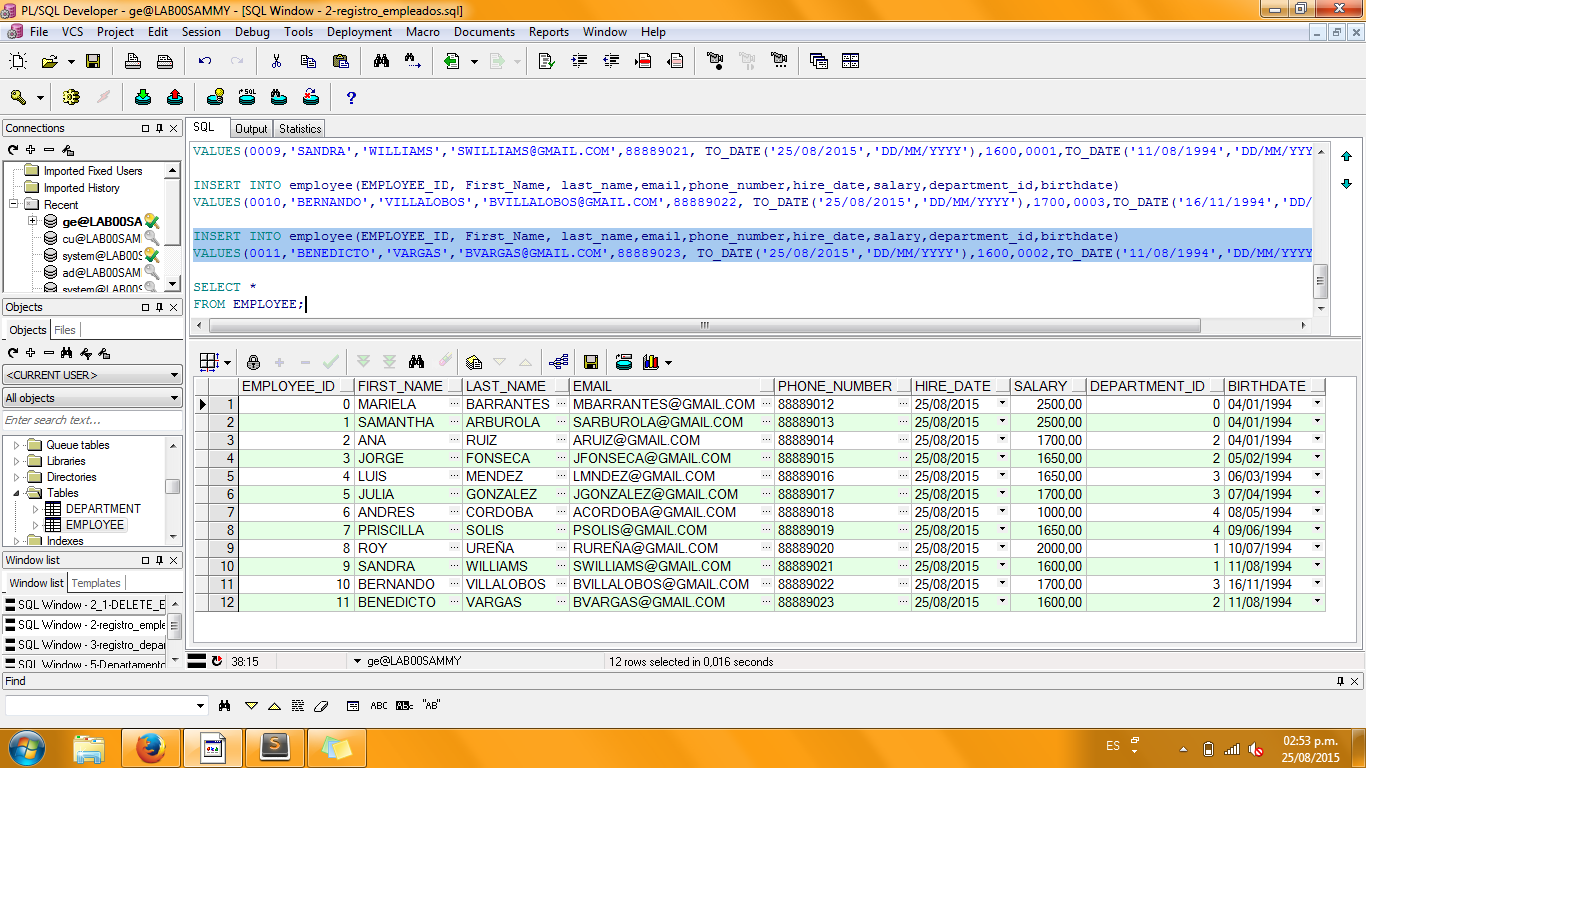 PL/SQL Developer - ge@LAB00SAMMY - [SQL Window - 2-registro_empleados.sql]
File VCS Project Edit Session Debug Tools Deployment Macro Documents Reports Window Help
Connections
Imported Fixed Users
Imported History
Recent
ge@LAB00SA
cu@LAB00SAM
system@LAB00S
ad@LAB00SAM
system@LAB00S
Objects
Objects Files
<CURRENT USER>
All objects
Enter search text...
Queue tables
Libraries
Directories
Tables
DEPARTMENT
EMPLOYEE
Indexes
Window list
Window list Templates
SQL Window - 2_1-DELETE_E
SQL Window - 2-registro_emple
SQL Window - 3-registro_depar
SQL Window - 5-Departamento
SQL Output Statistics
VALUES(0009,'SANDRA','WILLIAMS','SWILLIAMS@GMAIL.COM',88889021, TO_DATE('25/08/2015','DD/MM/YYYY'),1600,0001,TO_DATE('11/08/1994','DD/MM/YYY
INSERT INTO employee(EMPLOYEE_ID, First_Name, last_name,email,phone_number,hire_date,salary,department_id,birthdate)
VALUES(0010,'BERNANDO','VILLALOBOS','BVILLALOBOS@GMAIL.COM',88889022, TO_DATE('25/08/2015','DD/MM/YYYY'),1700,0003,TO_DATE('16/11/1994','DD/
INSERT INTO employee(EMPLOYEE_ID, First_Name, last_name,email,phone_number,hire_date,salary,department_id,birthdate)
VALUES(0011,'BENEDICTO','VARGAS','BVARGAS@GMAIL.COM',88889023, TO_DATE('25/08/2015','DD/MM/YYYY'),1600,0002,TO_DATE('11/08/1994','DD/MM/YYYY
SELECT *
FROM EMPLOYEE;
EMPLOYEE_ID FIRST_NAME LAST_NAME EMAIL PHONE_NUMBER HIRE_DATE SALARY DEPARTMENT_ID BIRTHDATE
1 0 MARIELA BARRANTES MBARRANTES@GMAIL.COM 88889012 25/08/2015 2500,00 0 04/01/1994
2 1 SAMANTHA ARBUROLA SARBUROLA@GMAIL.COM 88889013 25/08/2015 2500,00 0 04/01/1994
3 2 ANA RUIZ ARUIZ@GMAIL.COM 88889014 25/08/2015 1700,00 2 04/01/1994
4 3 JORGE FONSECA JFONSECA@GMAIL.COM 88889015 25/08/2015 1650,00 2 05/02/1994
5 4 LUIS MENDEZ LMNDEZ@GMAIL.COM 88889016 25/08/2015 1650,00 3 06/03/1994
6 5 JULIA GONZALEZ JGONZALEZ@GMAIL.COM 88889017 25/08/2015 1700,00 3 07/04/1994
7 6 ANDRES CORDOBA ACORDOBA@GMAIL.COM 88889018 25/08/2015 1000,00 4 08/05/1994
8 7 PRISCILLA SOLIS PSOLIS@GMAIL.COM 88889019 25/08/2015 1650,00 4 09/06/1994
9 8 ROY UREÑA RUREÑA@GMAIL.COM 88889020 25/08/2015 2000,00 1 10/07/1994
10 9 SANDRA WILLIAMS SWILLIAMS@GMAIL.COM 88889021 25/08/2015 1600,00 1 11/08/1994
11 10 BERNANDO VILLALOBOS BVILLALOBOS@GMAIL.COM 88889022 25/08/2015 1700,00 3 16/11/1994
12 11 BENEDICTO VARGAS BVARGAS@GMAIL.COM 88889023 25/08/2015 1600,00 2 11/08/1994
38:15 ge@LAB00SAMMY 12 rows selected in 0,016 seconds
Find
ABC "AB"
ES 02:53 p.m.
25/08/2015